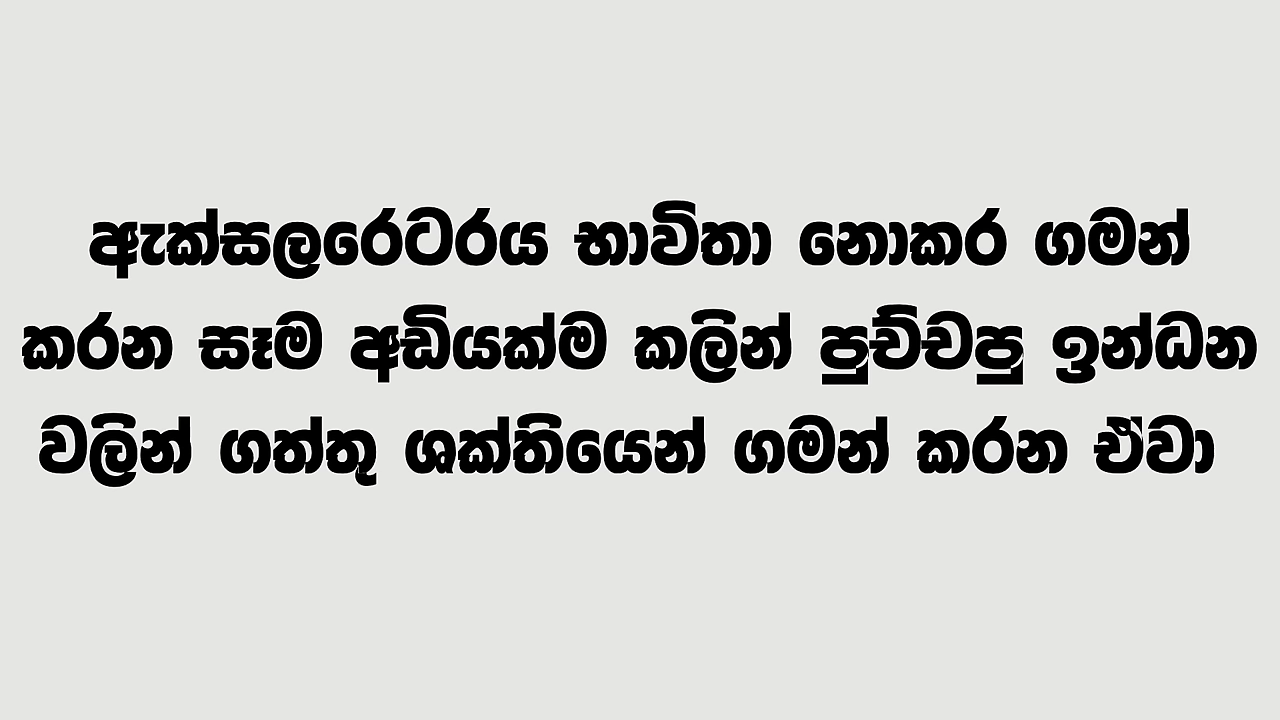 ඇක්සලරෙටරය භාවිතා නොකර ගමන්
කරන සෑම අඩියක්ම කලින් පුච්චපු ඉන්ධන
වලින් ගත්තු ශක්තියෙන් ගමන් කරන ඒවා